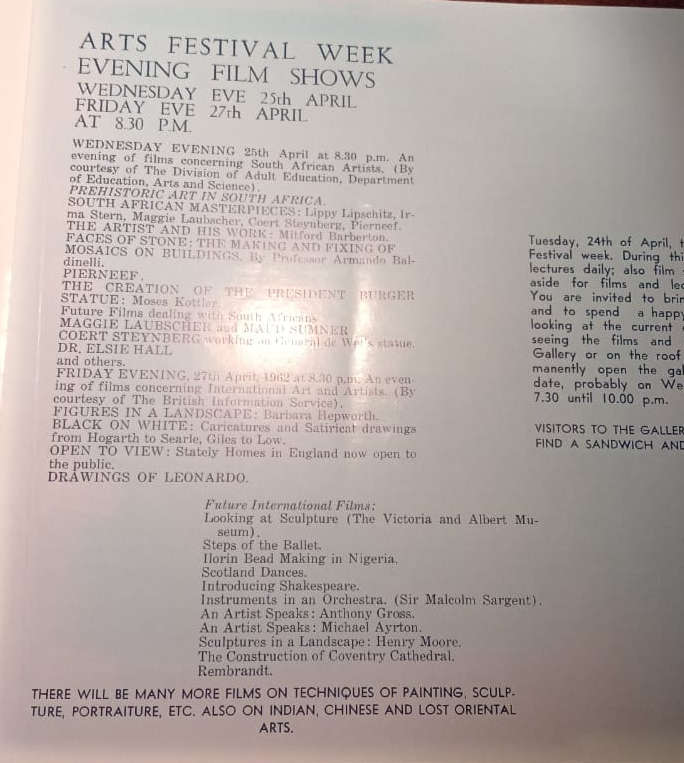 ARTS FESTIVAL WEEK
EVENING FILM SHOWS
WEDNESDAY EVE 25th APRIL
FRIDAY EVE 27th APRIL
AT 8.30 P.M.
WEDNESDAY EVENING 25th April at 8.30 p.m. An
evening of films concerning South African Artists. (By
courtesy of The Division of Adult Education, Department
of Education, Arts and Science).
PREHISTORIC ART IN SOUTH AFRICA.
SOUTH AFRICAN MASTERPIECES: Lippy Lipschitz, Ir-
ma Stern, Maggie Laubscher, Coert Steynberg, Pierneef.
THE ARTIST AND HIS WORK: Mitford Barberton.
FACES OF STONE: THE MAKING AND FIXING OF
MOSAICS ON BUILDINGS. By Professor Armando Bal-
dinelli.
PIERNEEF.
THE CREATION OF THE PRESIDENT BURGER
STATUE: Moses Kottler.
Future Films dealing with South Africans
MAGGIE LAUBSCHER and MAUD SUMNER
COERT STEYNBERG working on General de Wet's statue.
DR. ELSIE HALL
and others.
FRIDAY EVENING, 27th April, 1962 at 8.30 p.m. An even-
ing of films concerning International Art and Artists. (By
courtesy of The British Information Service).
FIGURES IN A LANDSCAPE: Barbara Hepworth.
BLACK ON WHITE: Caricatures and Satirical drawings
from Hogarth to Searle, Giles to Low.
OPEN TO VIEW: Stately Homes in England now open to
the public.
DRAWINGS OF LEONARDO.
Future International Films:
Looking at Sculpture (The Victoria and Albert Mu-
seum).
Steps of the Ballet.
Ilorin Bead Making in Nigeria.
Scotland Dances.
Introducing Shakespeare.
Instruments in an Orchestra. (Sir Malcolm Sargent).
An Artist Speaks: Anthony Gross.
An Artist Speaks: Michael Ayrton.
Sculptures in a Landscape: Henry Moore.
The Construction of Coventry Cathedral.
Rembrandt.
THERE WILL BE MANY MORE FILMS ON TECHNIQUES OF PAINTING, SCULP-
TURE, PORTRAITURE, ETC. ALSO ON INDIAN, CHINESE AND LOST ORIENTAL
ARTS.
Tuesday, 24th of April,
Festival week. During
lectures daily; also film
aside for films and
You are invited to
and to spend a happy
looking at the current
seeing the films and
Gallery or on the roof
manently open the
date, probably on
7.30 until 10.00 p.m.
VISITORS TO THE
FIND A SANDWICH